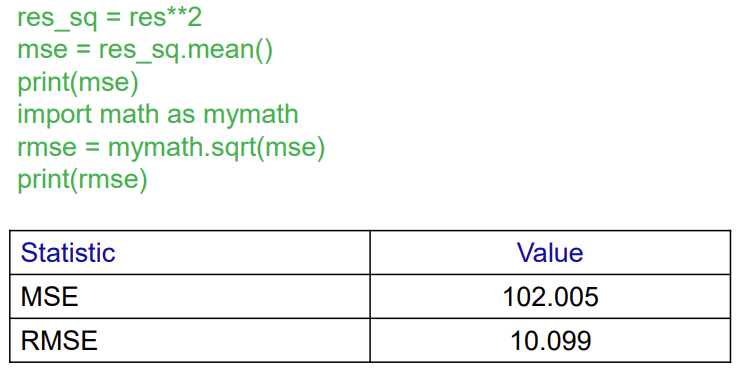 res_sq = res**2
mse = res_sq.mean()
print(mse)
import math as mymath
rmse = mymath.sqrt(mse)
print(rmse)
Statistic Value
MSE 102.005
RMSE 10.099